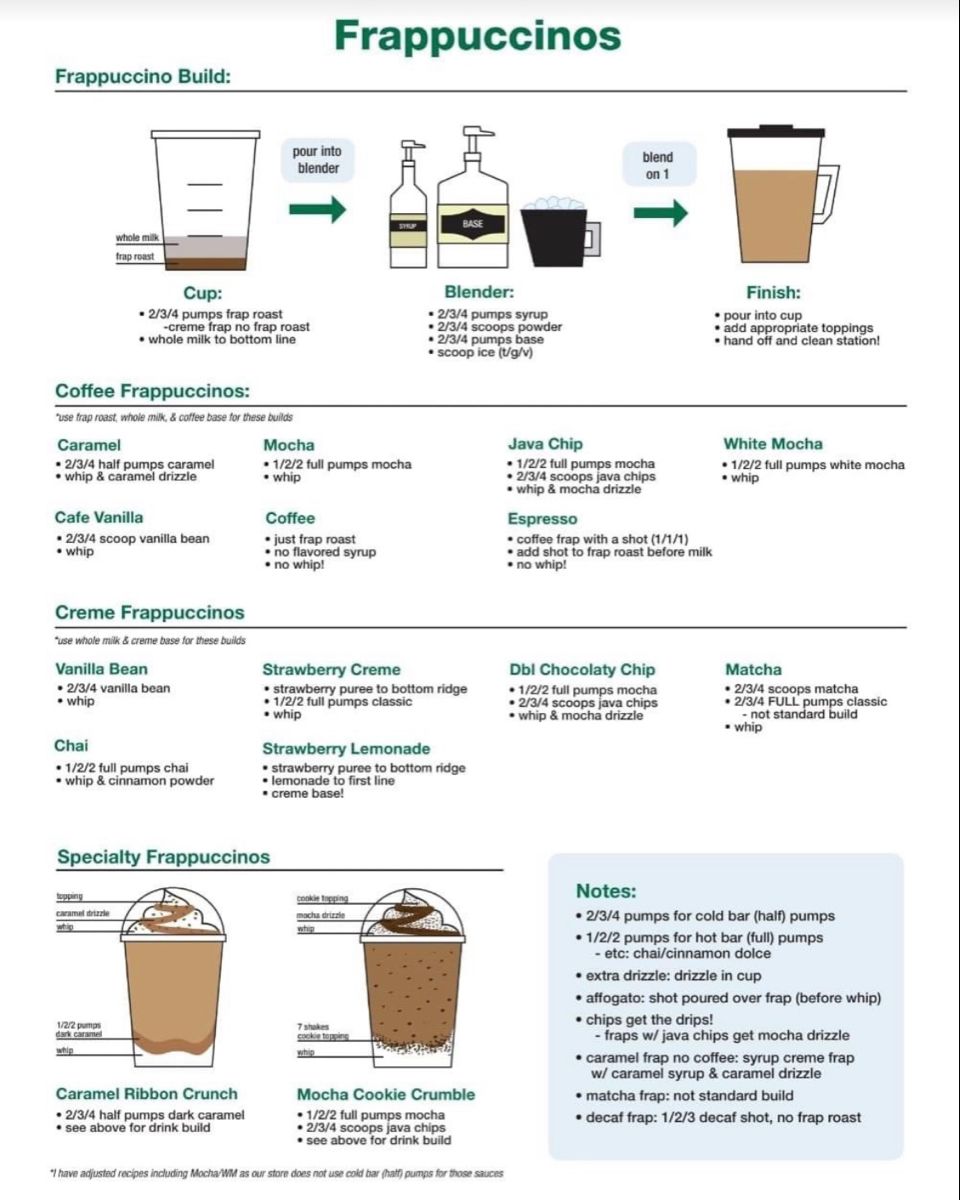 Frappuccinos
Frappuccino Build:
pour into
blender
blend
on 1
SYRUP
BASE
whole milk
frap roast
Cup:
• 2/3/4 pumps frap roast
-creme frap no frap roast
• whole milk to bottom line
Blender:
• 2/3/4 pumps syrup
• 2/3/4 scoops powder
• 2/3/4 pumps base
• scoop ice (t/g/v)
Finish:
• pour into cup
• add appropriate toppings
• hand off and clean station!
Coffee Frappuccinos:
*use frap roast, whole milk, & coffee base for these builds
Caramel
• 2/3/4 half pumps caramel
• whip & caramel drizzle
Mocha
• 1/2/2 full pumps mocha
• whip
Java Chip
• 1/2/2 full pumps mocha
• 2/3/4 scoops java chips
• whip & mocha drizzle
White Mocha
• 1/2/2 full pumps white mocha
• whip
Cafe Vanilla
• 2/3/4 scoop vanilla bean
• whip
Coffee
• just frap roast
• no flavored syrup
• no whip!
Espresso
• coffee frap with a shot (1/1/1)
• add shot to frap roast before milk
• no whip!
Creme Frappuccinos
*use whole milk & creme base for these builds
Vanilla Bean
• 2/3/4 vanilla bean
• whip
Strawberry Creme
• strawberry puree to bottom ridge
• 1/2/2 full pumps classic
• whip
Dbl Chocolaty Chip
• 1/2/2 full pumps mocha
• 2/3/4 scoops java chips
• whip & mocha drizzle
Matcha
• 2/3/4 scoops matcha
• 2/3/4 FULL pumps classic
- not standard build
• whip
Chai
• 1/2/2 full pumps chai
• whip & cinnamon powder
Strawberry Lemonade
• strawberry puree to bottom ridge
• lemonade to first line
• creme base!
Specialty Frappuccinos
topping
caramel drizzle
whip
1/2/2 pumps
dark caramel
whip
Caramel Ribbon Crunch
• 2/3/4 half pumps dark caramel
• see above for drink build
cookie topping
mocha drizzle
whip
7 shakes
cookie topping
whip
Mocha Cookie Crumble
• 1/2/2 full pumps mocha
• 2/3/4 scoops java chips
• see above for drink build
Notes:
• 2/3/4 pumps for cold bar (half) pumps
• 1/2/2 pumps for hot bar (full) pumps
- etc: chai/cinnamon dolce
• extra drizzle: drizzle in cup
• affogato: shot poured over frap (before whip)
• chips get the drips!
- fraps w/ java chips get mocha drizzle
• caramel frap no coffee: syrup creme frap
w/ caramel syrup & caramel drizzle
• matcha frap: not standard build
• decaf frap: 1/2/3 decaf shot, no frap roast
*I have adjusted recipes including Mocha/WM as our store does not use cold bar (half) pumps for those sauces